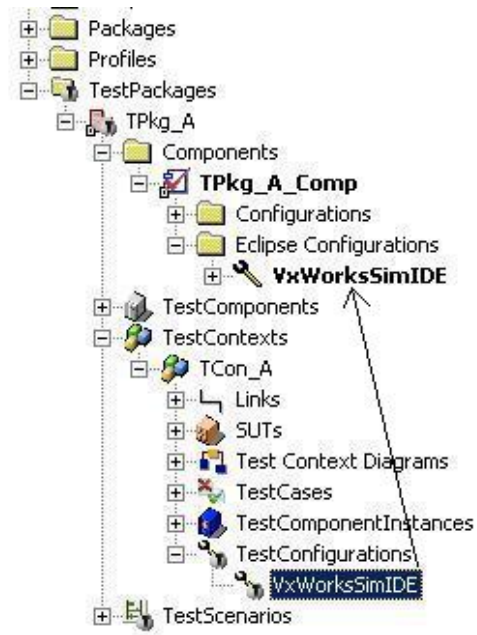 Packages
Profiles
TestPackages
TPkg_A
Components
TPkg_A_Comp
Configurations
Eclipse Configurations
VxWorksSimIDE
TestComponents
TestContexts
TCon_A
Links
SUTs
Test Context Diagrams
TestCases
TestComponentInstances
TestConfigurations
VxWorksSimIDE
TestScenarios